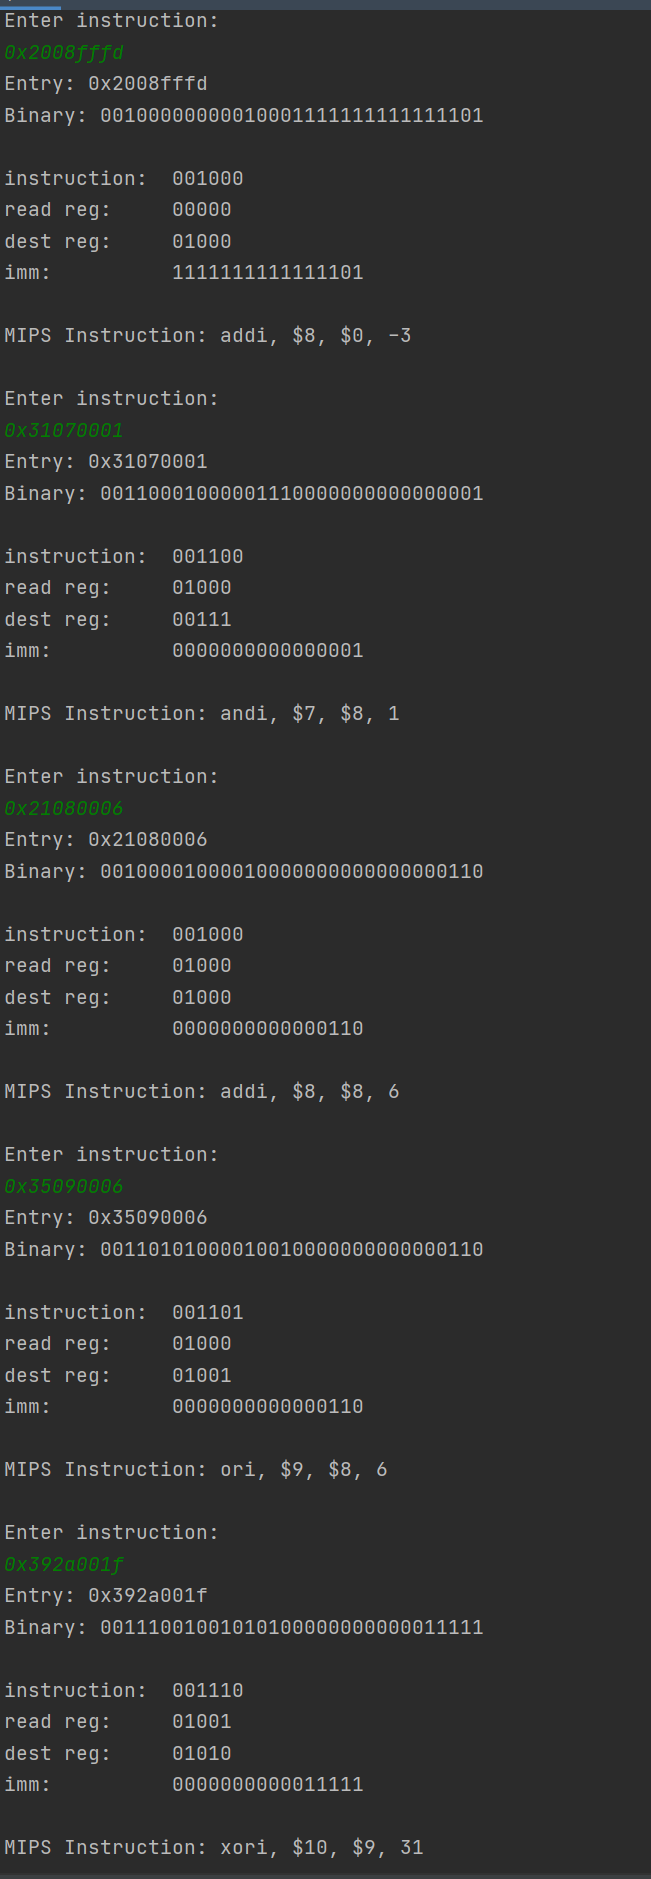 Enter instruction:
0x2008fffd
Entry: 0x2008fffd
Binary: 00100000000010001111111111111101
instruction:  001000
read reg:     00000
dest reg:     01000
imm:          1111111111111101
MIPS Instruction: addi, $8, $0, -3
Enter instruction:
0x31070001
Entry: 0x31070001
Binary: 00110001000001110000000000000001
instruction:  001100
read reg:     01000
dest reg:     00111
imm:          0000000000000001
MIPS Instruction: andi, $7, $8, 1
Enter instruction:
0x21080006
Entry: 0x21080006
Binary: 00100001000010000000000000000110
instruction:  001000
read reg:     01000
dest reg:     01000
imm:          0000000000000110
MIPS Instruction: addi, $8, $8, 6
Enter instruction:
0x35090006
Entry: 0x35090006
Binary: 00110101000010010000000000000110
instruction:  001101
read reg:     01000
dest reg:     01001
imm:          0000000000000110
MIPS Instruction: ori, $9, $8, 6
Enter instruction:
0x392a001f
Entry: 0x392a001f
Binary: 00111001001010100000000000011111
instruction:  001110
read reg:     01001
dest reg:     01010
imm:          0000000000011111
MIPS Instruction: xori, $10, $9, 31